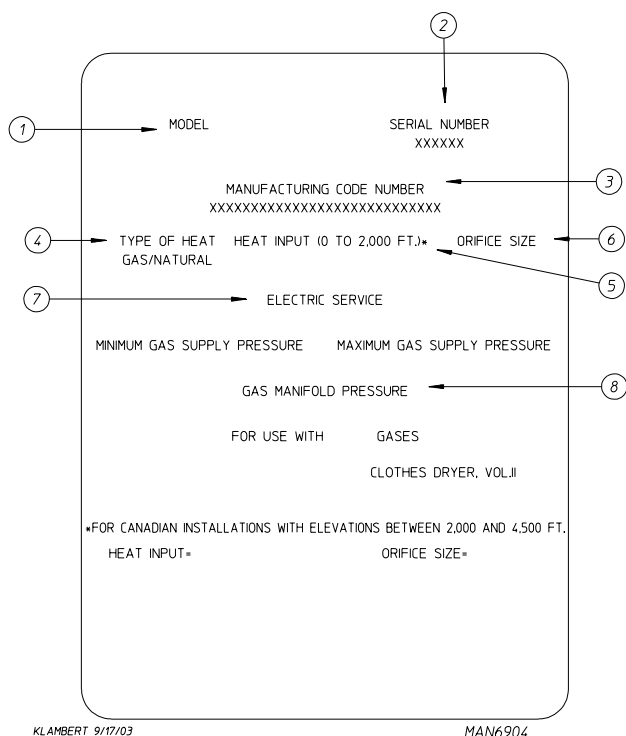 2
1 MODEL SERIAL NUMBER
XXXXXX
3
MANUFACTURING CODE NUMBER
XXXXXXXXXXXXXXXXXXXXXXXXXXXX
4 TYPE OF HEAT HEAT INPUT (0 TO 2,000 FT.)* ORIFICE SIZE 6
GAS/NATURAL
5
7 ELECTRIC SERVICE
MINIMUM GAS SUPPLY PRESSURE MAXIMUM GAS SUPPLY PRESSURE
GAS MANIFOLD PRESSURE 8
FOR USE WITH GASES
CLOTHES DRYER, VOL.II
*FOR CANADIAN INSTALLATIONS WITH ELEVATIONS BETWEEN 2,000 AND 4,500 FT.
HEAT INPUT= ORIFICE SIZE=
KLAMBERT 9/17/03 MAN6904